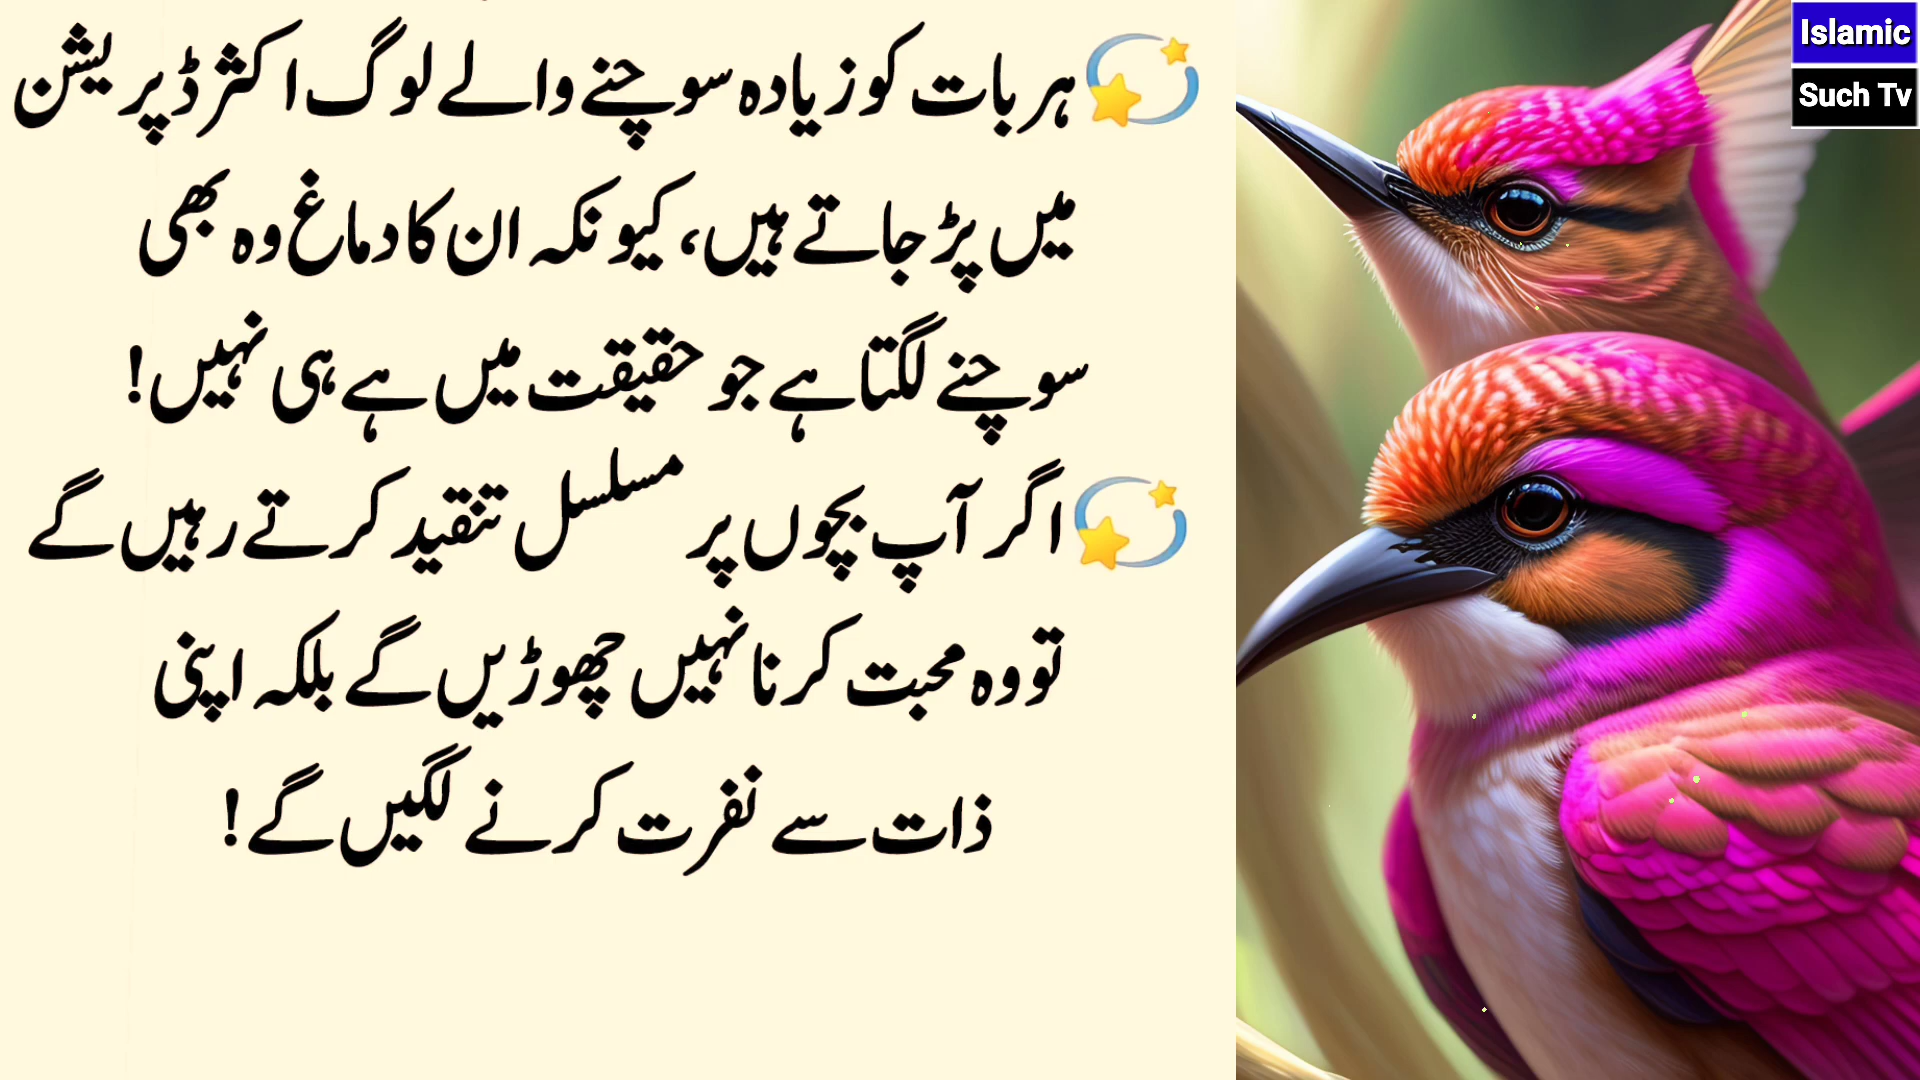 💫ہر بات کو زیادہ سوچنے والے لوگ اکثر ڈپریشن
میں پڑ جاتے ہیں، کیونکہ ان کا دماغ وہ بھی
سوچنے لگتا ہے جو حقیقت میں ہے ہی نہیں!
💫اگر آپ بچوں پر مسلسل تنقید کرتے رہیں گے
تو وہ محبت کرنا نہیں چھوڑیں گے بلکہ اپنی
ذات سے نفرت کرنے لگیں گے!
Islamic
Such Tv